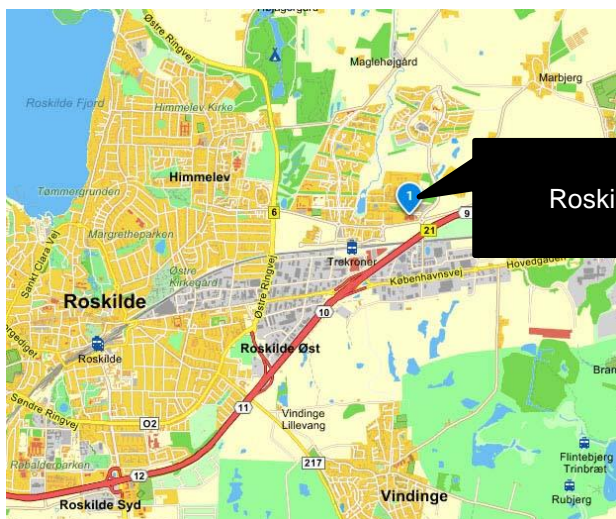 Østre Ringvej
Maglehøjgård
Marbjerg
Roskilde Fjord
Himmelev Kirke
Himmelev
1
Roski
9
Tømmergrunden
6
21
Margretheparken
Trekroner
Hovedgaden
Sankt Clara Vej
Østre
Kirkegård
Østre Ringvej
Københavnsvej
Roskilde
10
Roskilde
Roskilde Øst
Bran
11
Vindinge
Lillevang
Søndre Ringvej
O2
Flintebjerg
Trinbræt
217
12
Rubjerg
Vindinge
Roskilde Syd